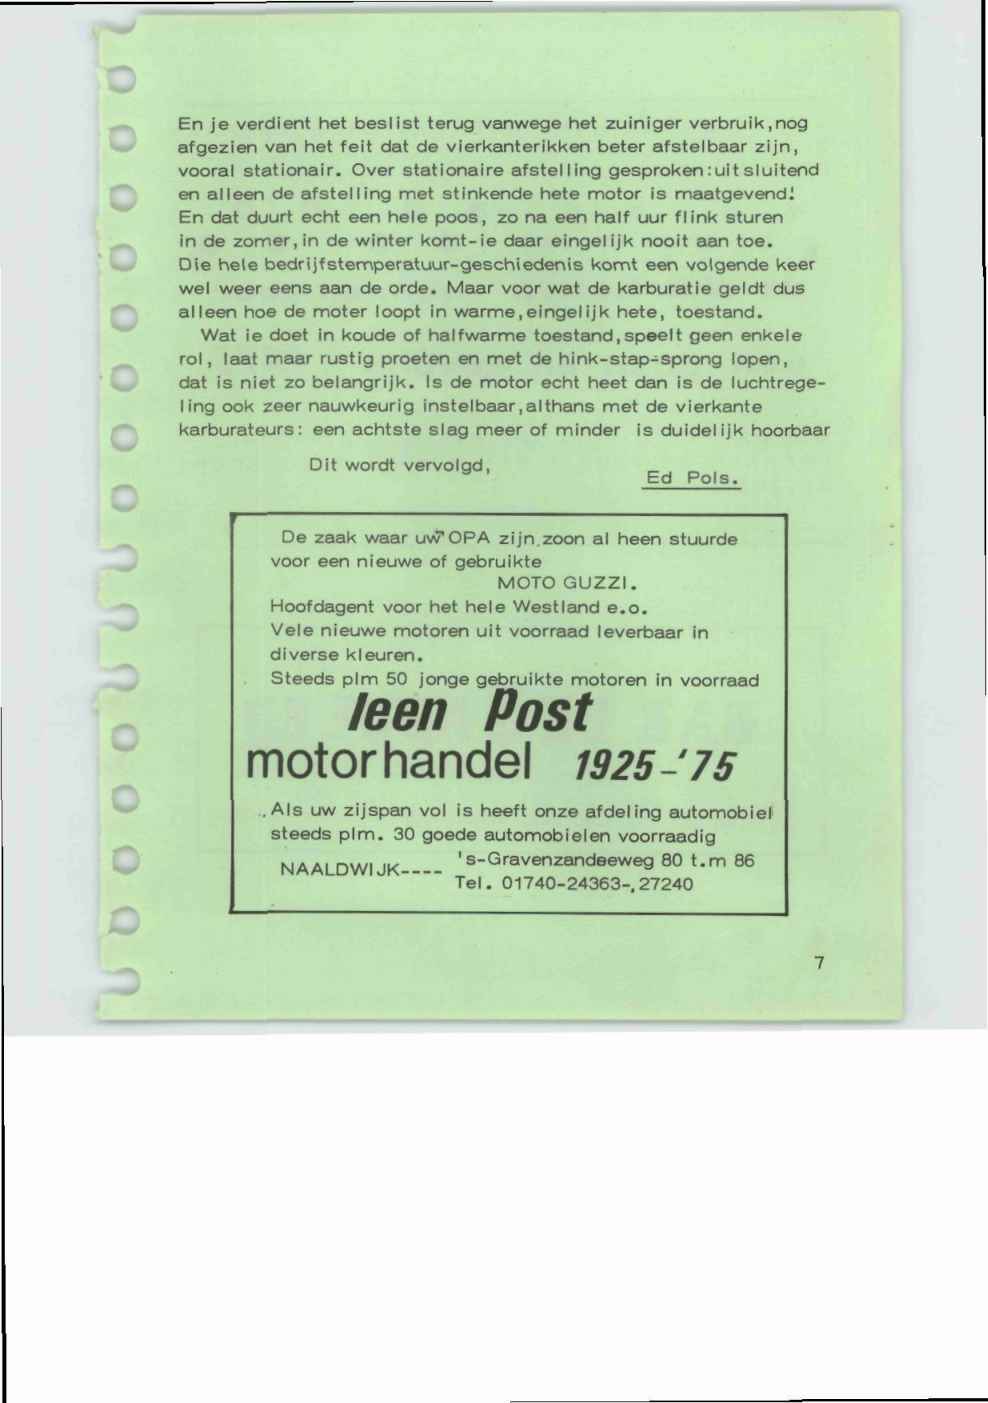 En je verdient het beslist terug vanwege het zuiniger verbruik,nog
afgezien van het feit dat de vierkanterikken beter afstelbaar zijn,
vooral stationair. Over stationaire afstelling gesproken:uitsluitend
en alleen de afstelling met stinkende hete motor is maatgevend!
En dat duurt echt een hele poos, zo na een half uur flink sturen
in de zomer,in de winter komt-ie daar eingelijk nooit aan toe.
Die hele bedrijfstemperatuur-geschiedenis komt een volgende keer
wel weer eens aan de orde. Maar voor wat de karburatie geldt dus
alleen hoe de moter loopt in warme,eingelijk hete, toestand.
Wat ie doet in koude of halfwarme toestand,speelt geen enkele
rol, laat maar rustig proeten en met de hink-stap-sprong lopen,
dat is niet zo belangrijk. Is de motor echt heet dan is de luchtrege-
ling ook zeer nauwkeurig instelbaar,althans met de vierkante
karburateurs: een achtste slag meer of minder is duidelijk hoorbaar
Dit wordt vervolgd,
Ed Pols.
De zaak waar uw OPA zijn zoon al heen stuurde
voor een nieuwe of gebruikte
MOTO GUZZI.
Hoofdagent voor het hele Westland e.o.
Vele nieuwe motoren uit voorraad leverbaar in
diverse kleuren.
Steeds plm 50 jonge gebruikte motoren in voorraad
leen Post
motorhandel 1925-'75
Als uw zijspan vol is heeft onze afdeling automobiel
steeds plm. 30 goede automobielen voorraadig
NAALDWIJK---- 's-Gravenzandeeweg 80 t.m 86
Tel. 01740-24363-,27240
7